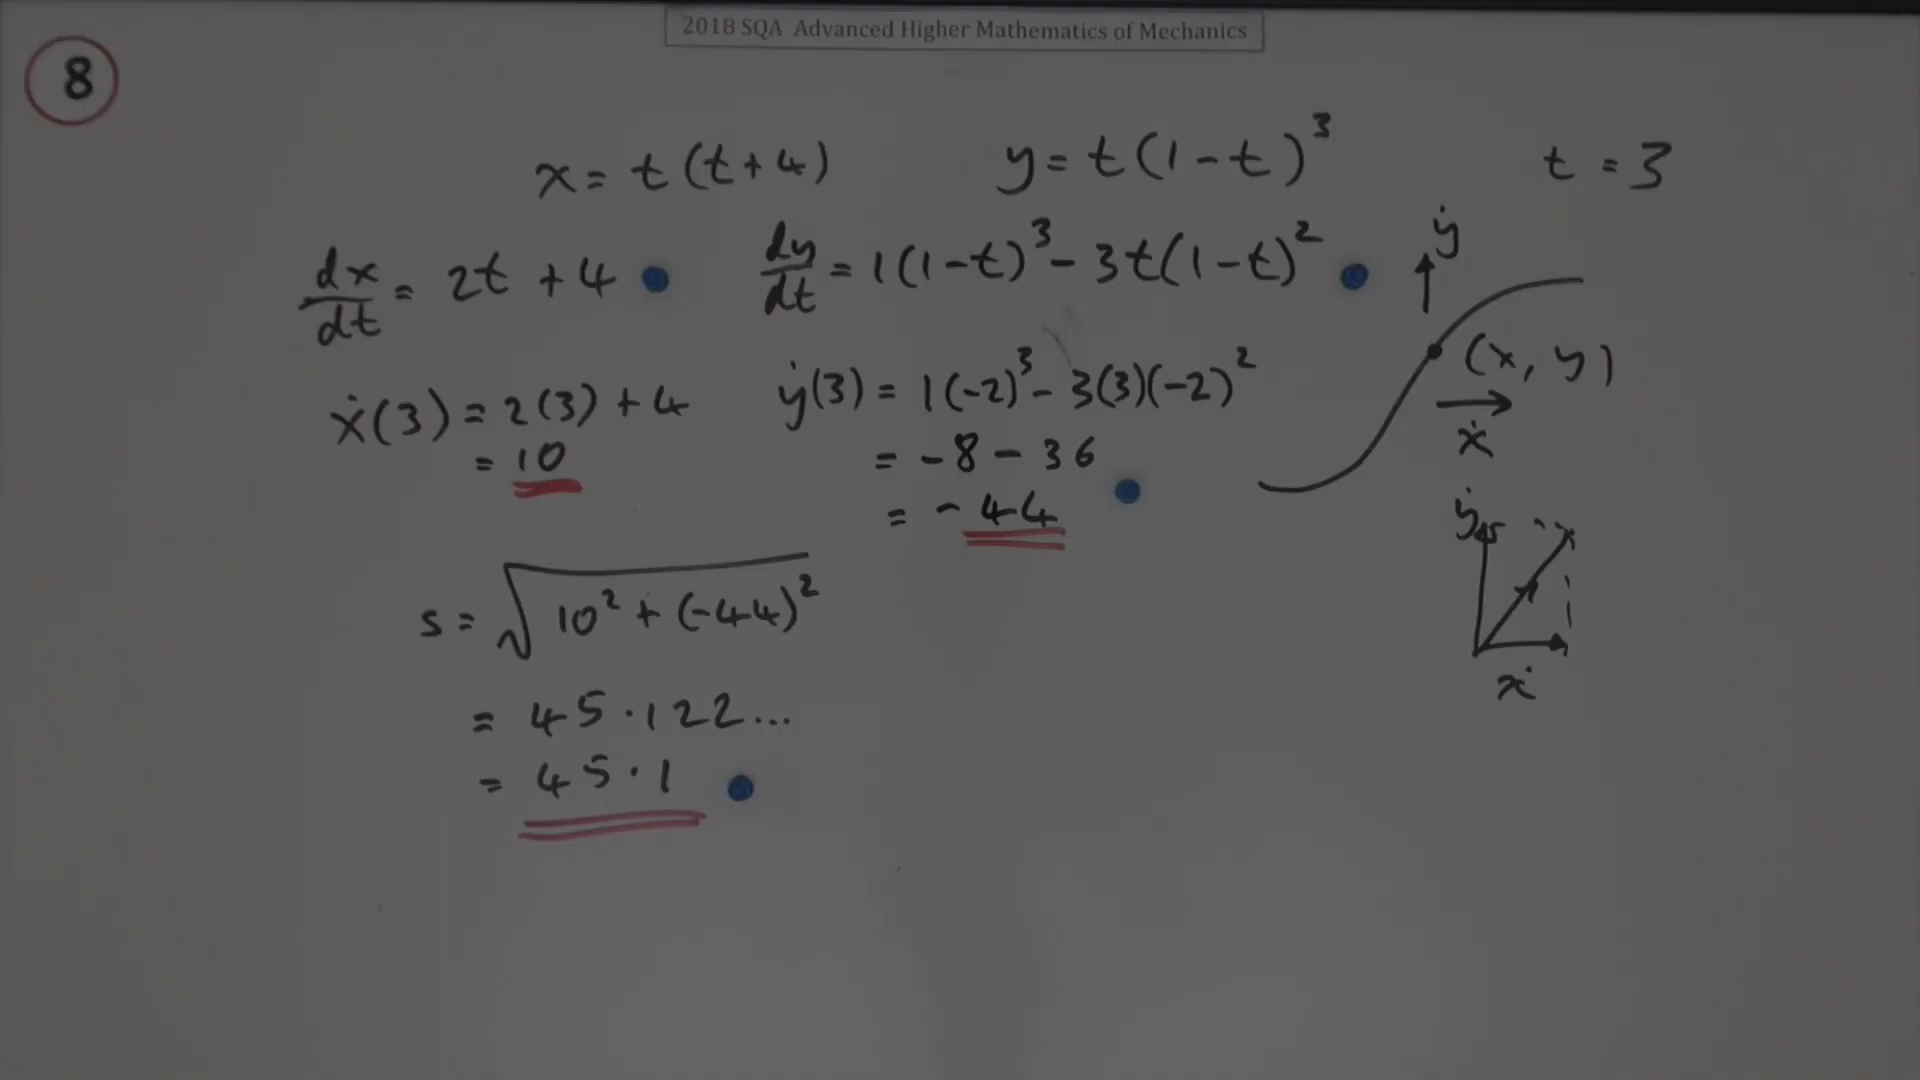 2018 SQA Advanced Higher Mathematics of Mechanics
8
x = t(t+4) y = t(1-t)³ t = 3
dx/dt = 2t + 4 dy/dt = 1(1-t)³ - 3t(1-t)²
ẏ
(x, y)
ẋ
ẋ(3) = 2(3) + 4 ẏ(3) = 1(-2)³ - 3(3)(-2)²
= 10 = -8 - 36
= -44
ẏ
ẋ
s = √(10² + (-44)²)
= 45·122...
= 45·1